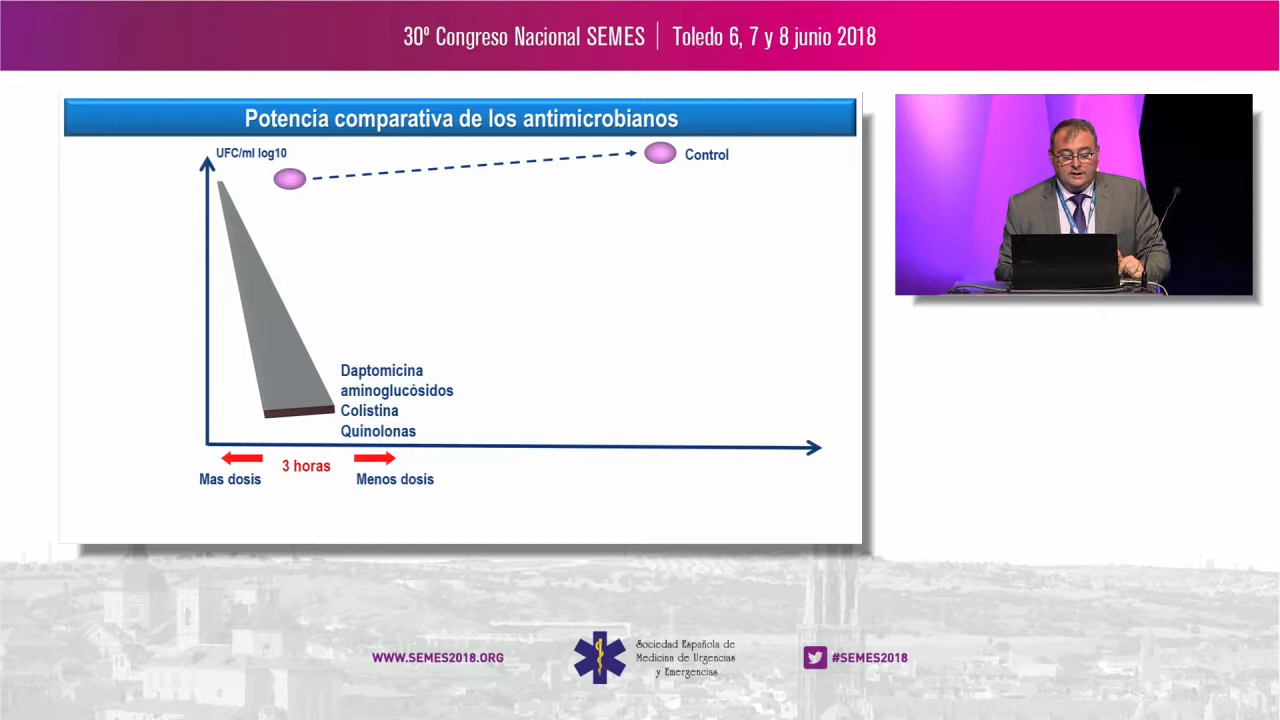 30º Congreso Nacional SEMES | Toledo 6, 7 y 8 junio 2018
Potencia comparativa de los antimicrobianos
UFC/ml log10
Control
Daptomicina
aminoglucósidos
Colistina
Quinolonas
3 horas
Mas dosis
Menos dosis
WWW.SEMES2018.ORG
Sociedad Española de
Medicina de Urgencias
y Emergencias
#SEMES2018